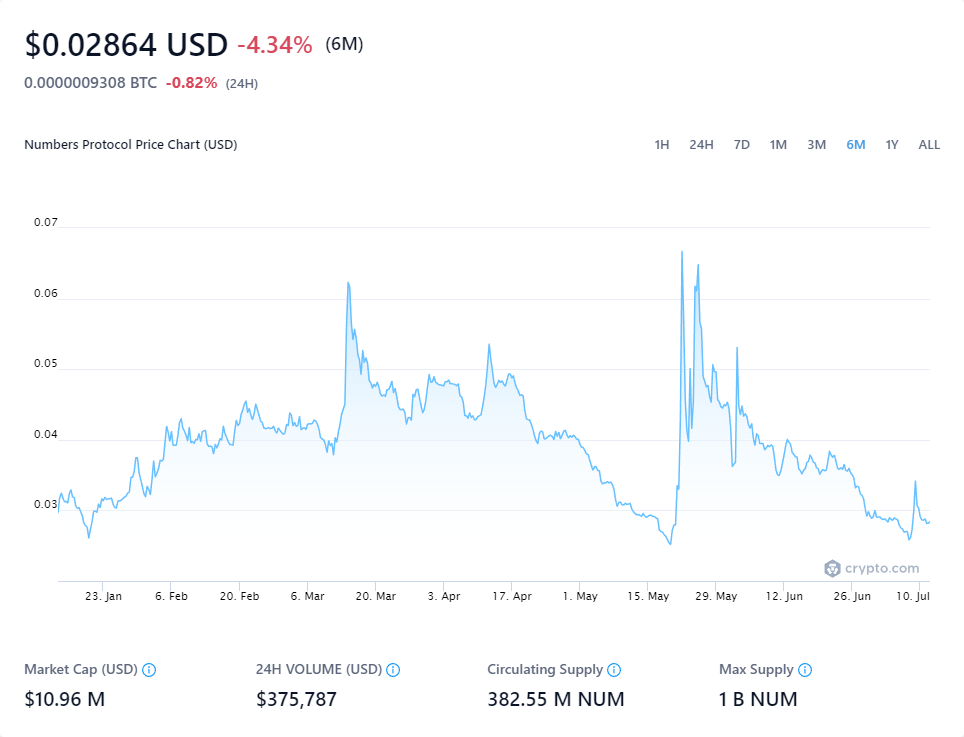 $0.02864 USD -4.34% (6M)
0.0000009308 BTC -0.82% (24H)
Numbers Protocol Price Chart (USD)
1H 24H 7D 1M 3M 6M 1Y ALL
0.07
0.06
0.05
0.04
0.03
crypto.com
23. Jan 6. Feb 20. Feb 6. Mar 20. Mar 3. Apr 17. Apr 1. May 15. May 29. May 12. Jun 26. Jun 10. Jul
Market Cap (USD) 24H VOLUME (USD) Circulating Supply Max Supply
$10.96 M $375,787 382.55 M NUM 1 B NUM